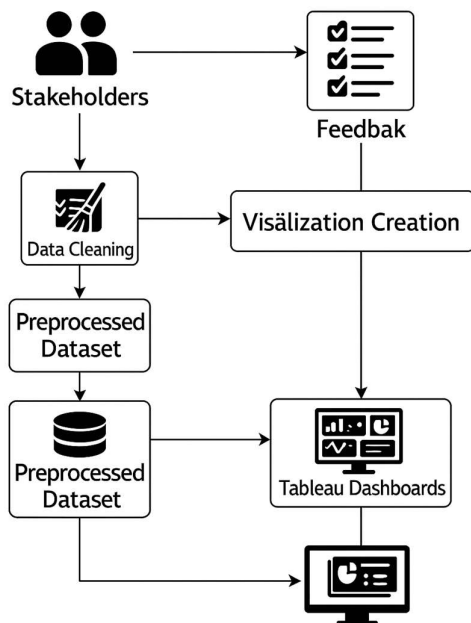 Stakeholders
Feedbak
Data Cleaning
Visälization Creation
Preprocessed
Dataset
Preprocessed
Dataset
Tableau Dashboards